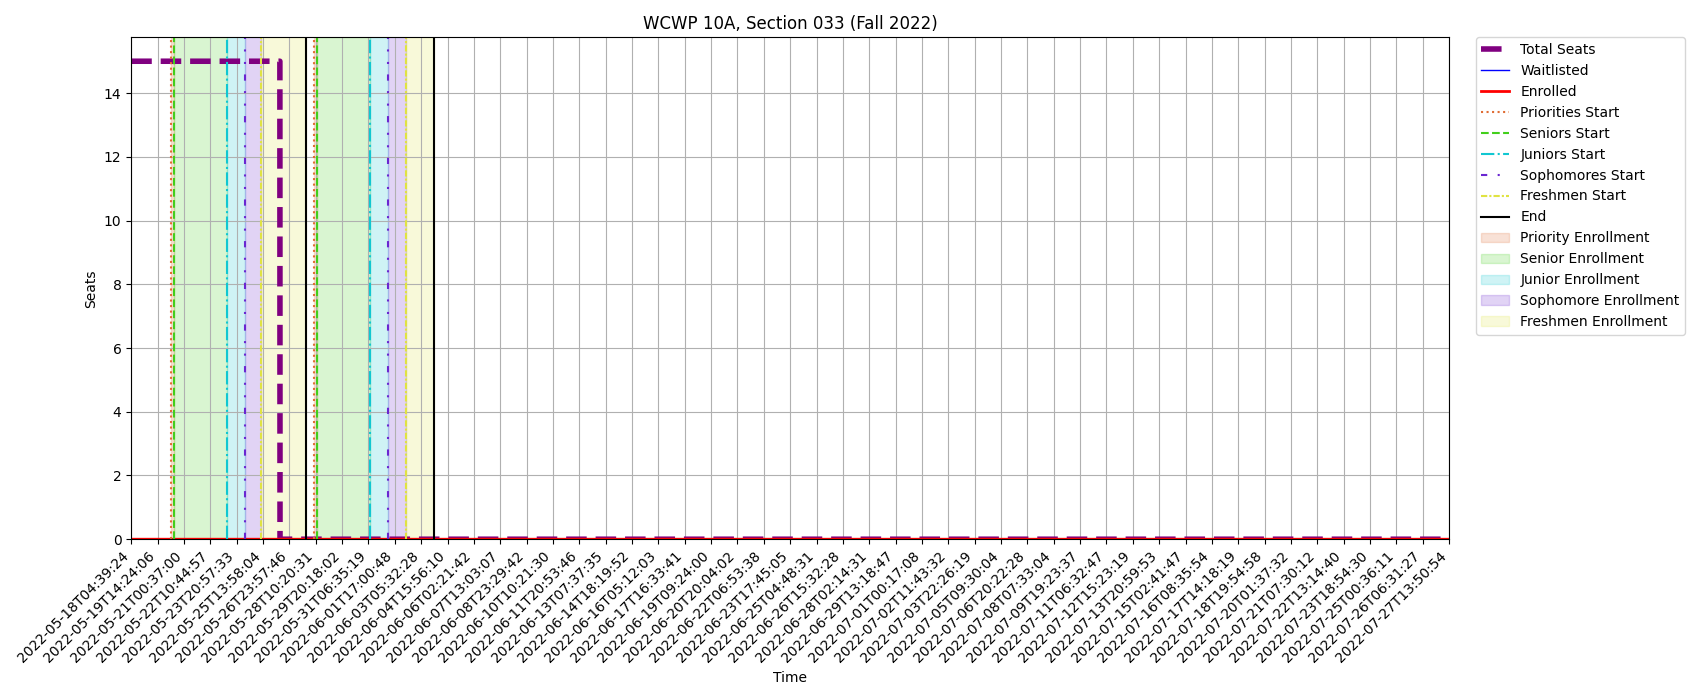 WCWP 10A, Section 033 (Fall 2022)
Seats
14
12
10
8
6
4
2
0
2022-05-18T04:39:24
2022-05-19T14:24:06
2022-05-21T00:37:00
2022-05-22T10:44:57
2022-05-23T20:57:33
2022-05-25T13:58:04
2022-05-26T23:57:46
2022-05-28T10:20:31
2022-05-29T20:18:02
2022-05-31T06:35:19
2022-06-01T17:00:48
2022-06-03T05:32:28
2022-06-04T15:56:10
2022-06-06T02:21:42
2022-06-07T13:03:07
2022-06-08T23:29:42
2022-06-10T10:21:30
2022-06-11T20:53:46
2022-06-13T07:37:35
2022-06-14T18:19:52
2022-06-16T05:12:03
2022-06-17T16:33:41
2022-06-19T09:24:00
2022-06-20T20:04:02
2022-06-22T06:53:38
2022-06-23T17:45:05
2022-06-25T04:48:31
2022-06-26T15:32:28
2022-06-28T02:14:31
2022-06-29T13:18:47
2022-07-01T00:17:08
2022-07-02T11:43:32
2022-07-03T22:26:19
2022-07-05T09:30:04
2022-07-06T20:22:28
2022-07-08T07:33:04
2022-07-09T19:23:37
2022-07-11T06:32:47
2022-07-12T15:23:19
2022-07-13T20:59:53
2022-07-15T02:41:47
2022-07-16T08:35:54
2022-07-17T14:18:19
2022-07-18T19:54:58
2022-07-20T01:37:32
2022-07-21T07:30:12
2022-07-22T13:14:40
2022-07-23T18:54:30
2022-07-25T00:36:11
2022-07-26T06:31:27
2022-07-27T13:50:54
Time
Total Seats
Waitlisted
Enrolled
Priorities Start
Seniors Start
Juniors Start
Sophomores Start
Freshmen Start
End
Priority Enrollment
Senior Enrollment
Junior Enrollment
Sophomore Enrollment
Freshmen Enrollment